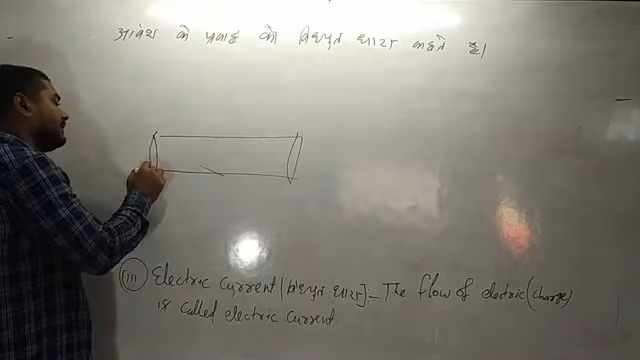 आवेश के प्रवाह को विद्युत धारा कहते है।
(iii) Electric current [विद्युत धारा] :- The flow of electric (charge)
is called electric current.